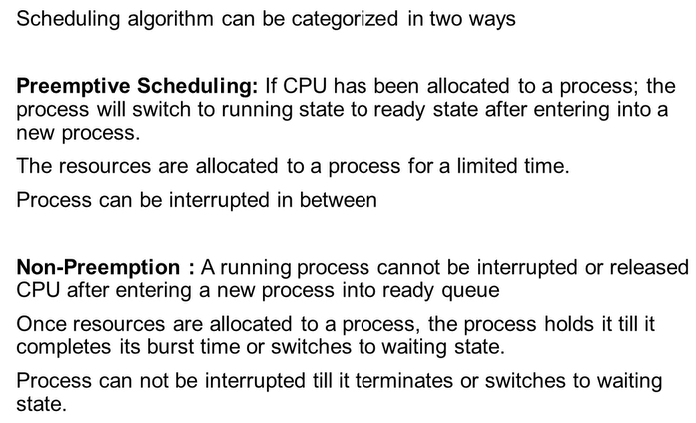 Scheduling algorithm can be categorized in two ways
Preemptive Scheduling: If CPU has been allocated to a process; the
process will switch to running state to ready state after entering into a
new process.
The resources are allocated to a process for a limited time.
Process can be interrupted in between
Non-Preemption : A running process cannot be interrupted or released
CPU after entering a new process into ready queue
Once resources are allocated to a process, the process holds it till it
completes its burst time or switches to waiting state.
Process can not be interrupted till it terminates or switches to waiting
state.